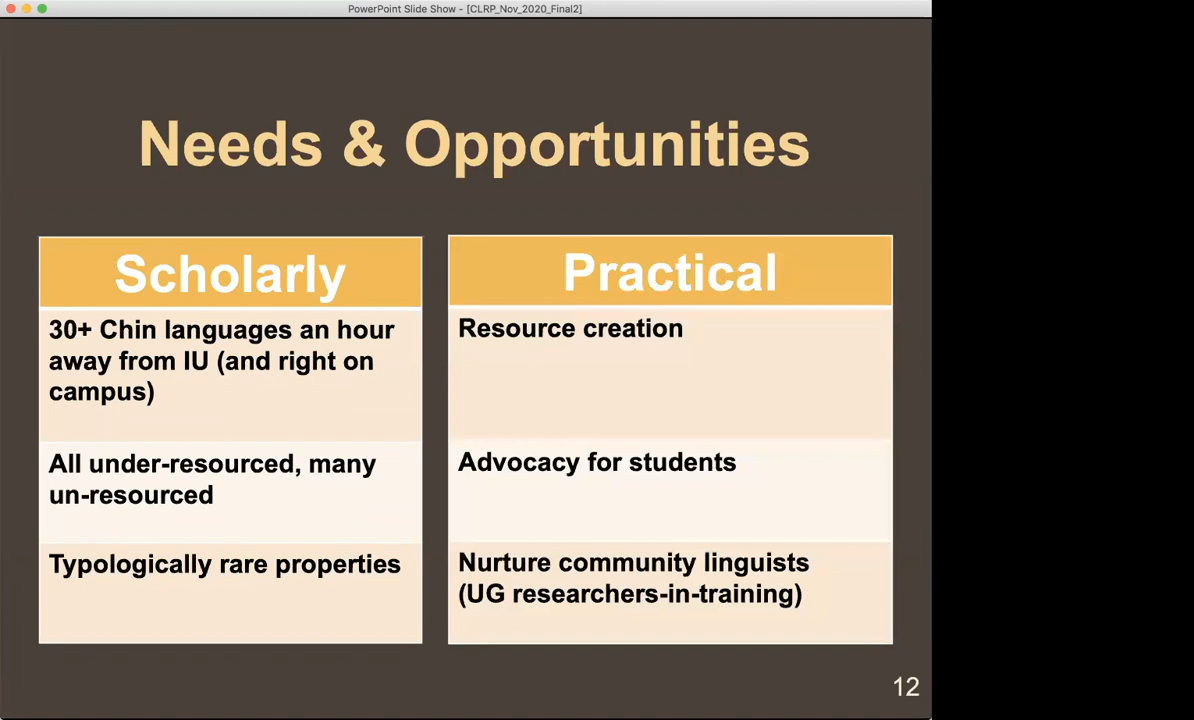 PowerPoint Slide Show - [CLRP_Nov_2020_Final2]
Needs & Opportunities
Scholarly
30+ Chin languages an hour
away from IU (and right on
campus)
All under-resourced, many
un-resourced
Typologically rare properties
Practical
Resource creation
Advocacy for students
Nurture community linguists
(UG researchers-in-training)
12